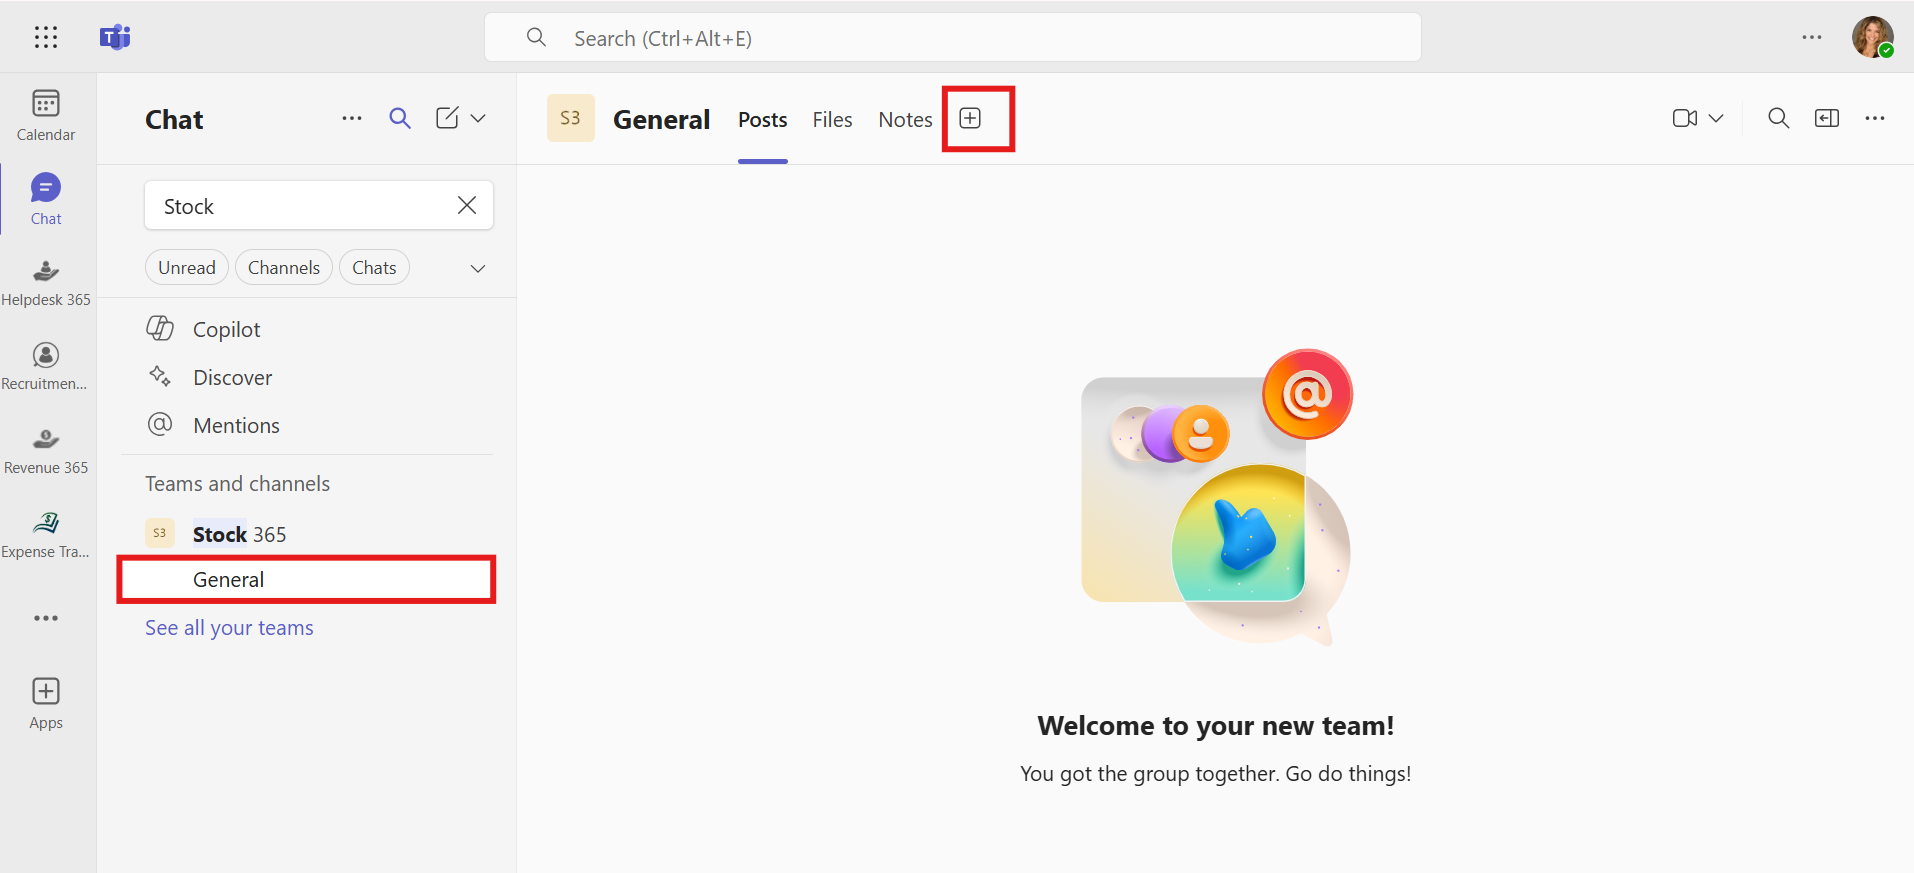 Search (Ctrl+Alt+E)
Calendar
Chat
Helpdesk 365
Recruitmen...
Revenue 365
Expense Tra...
Apps
Chat
Stock
Unread Channels Chats
Copilot
Discover
Mentions
Teams and channels
S3 Stock 365
General
See all your teams
S3 General Posts Files Notes
Welcome to your new team!
You got the group together. Go do things!